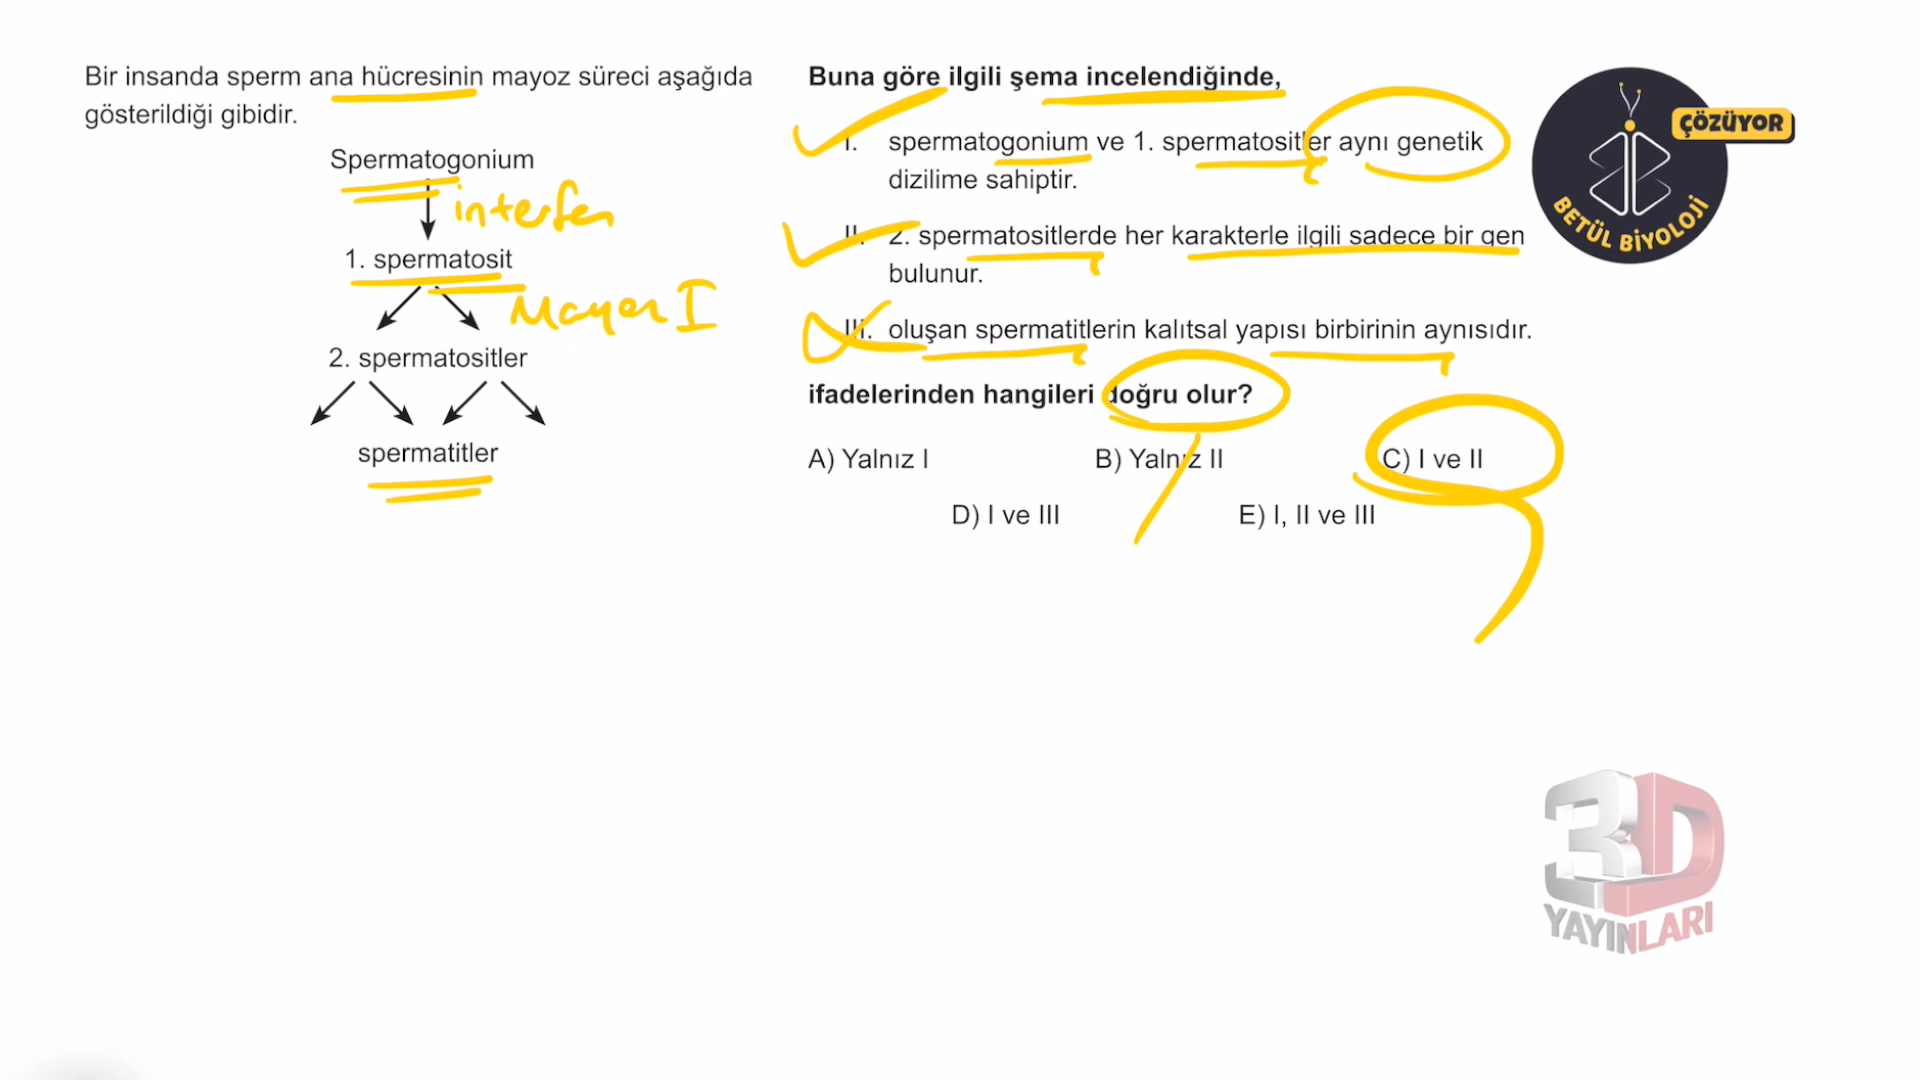 Bir insanda sperm ana hücresinin mayoz süreci aşağıda
gösterildiği gibidir.
Spermatogonium
interfaz
1. spermatosit
Mayoz I
2. spermatositler
spermatitler
Buna göre ilgili şema incelendiğinde,
I. spermatogonium ve 1. spermatositler aynı genetik
dizilime sahiptir.
II. 2. spermatositlerde her karakterle ilgili sadece bir gen
bulunur.
III. oluşan spermatitlerin kalıtsal yapısı birbirinin aynısıdır.
ifadelerinden hangileri doğru olur?
A) Yalnız I
B) Yalnız II
C) I ve II
D) I ve III
E) I, II ve III
ÇÖZÜYOR
BETÜL BİYOLOJİ
3D
YAYINLARI